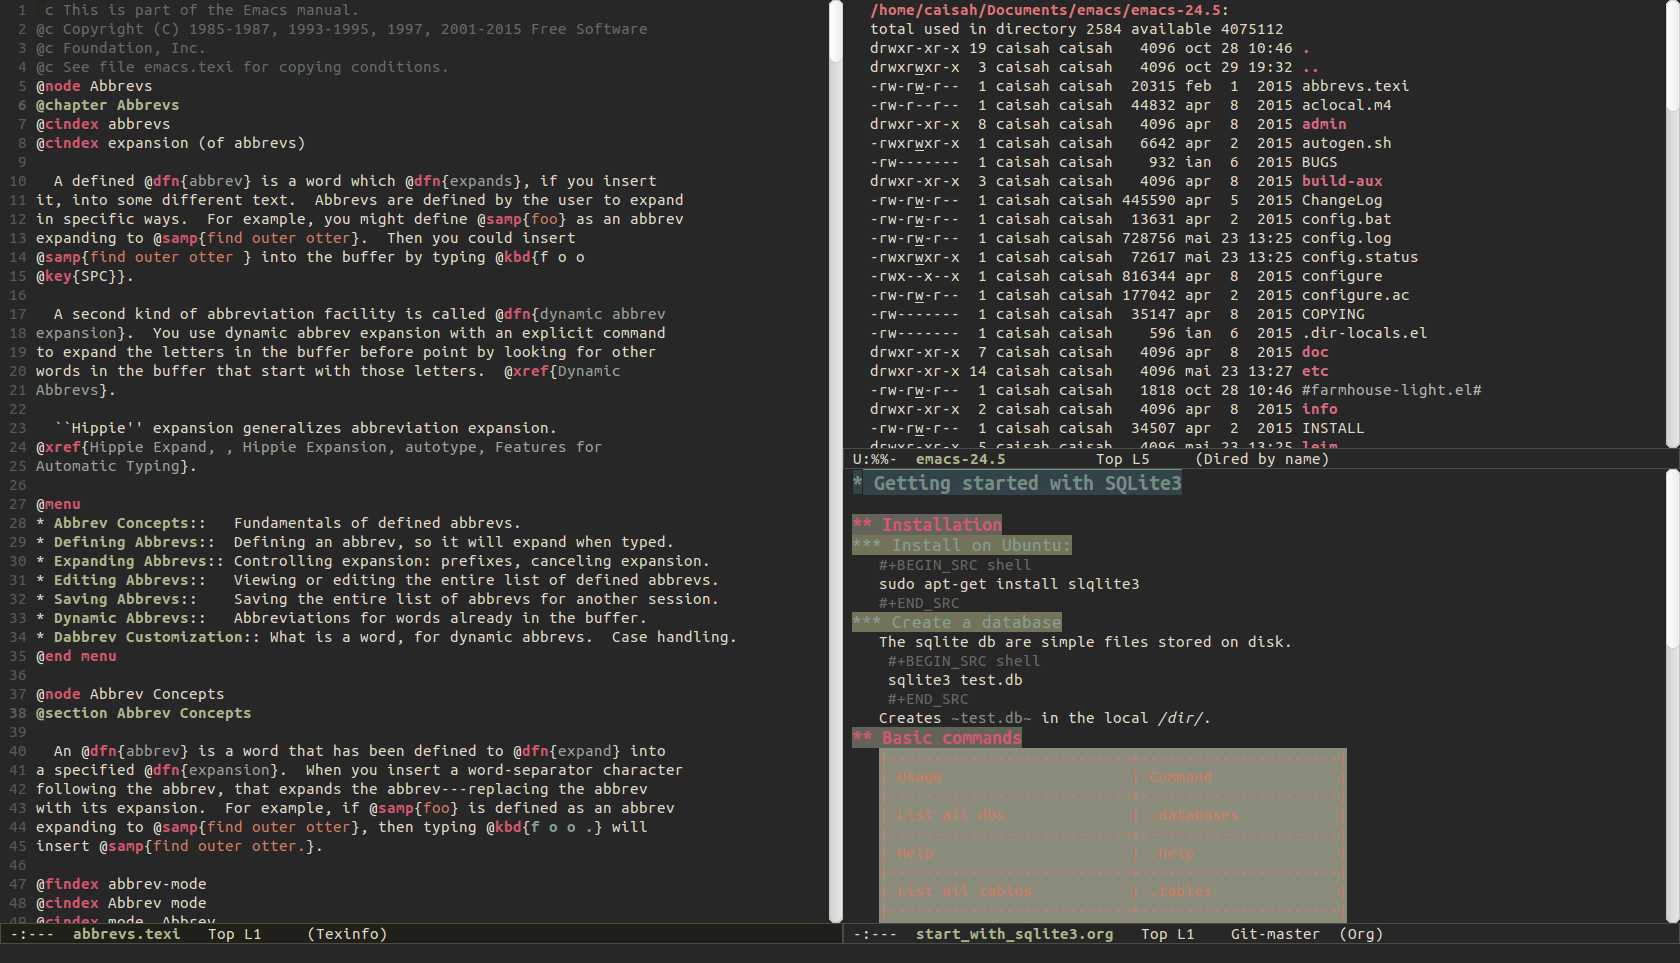 1  c This is part of the Emacs manual.
2 @c Copyright (C) 1985-1987, 1993-1995, 1997, 2001-2015 Free Software
3 @c Foundation, Inc.
4 @c See file emacs.texi for copying conditions.
5 @node Abbrevs
6 @chapter Abbrevs
7 @cindex abbrevs
8 @cindex expansion (of abbrevs)
9
10   A defined @dfn{abbrev} is a word which @dfn{expands}, if you insert
11 it, into some different text.  Abbrevs are defined by the user to expand
12 in specific ways.  For example, you might define @samp{foo} as an abbrev
13 expanding to @samp{find outer otter}.  Then you could insert
14 @samp{find outer otter } into the buffer by typing @kbd{f o o
15 @key{SPC}}.
16
17   A second kind of abbreviation facility is called @dfn{dynamic abbrev
18 expansion}.  You use dynamic abbrev expansion with an explicit command
19 to expand the letters in the buffer before point by looking for other
20 words in the buffer that start with those letters.  @xref{Dynamic
21 Abbrevs}.
22
23   ``Hippie'' expansion generalizes abbreviation expansion.
24 @xref{Hippie Expand, , Hippie Expansion, autotype, Features for
25 Automatic Typing}.
26
27 @menu
28 * Abbrev Concepts::   Fundamentals of defined abbrevs.
29 * Defining Abbrevs::  Defining an abbrev, so it will expand when typed.
30 * Expanding Abbrevs:: Controlling expansion: prefixes, canceling expansion.
31 * Editing Abbrevs::   Viewing or editing the entire list of defined abbrevs.
32 * Saving Abbrevs::    Saving the entire list of abbrevs for another session.
33 * Dynamic Abbrevs::   Abbreviations for words already in the buffer.
34 * Dabbrev Customization:: What is a word, for dynamic abbrevs.  Case handling.
35 @end menu
36
37 @node Abbrev Concepts
38 @section Abbrev Concepts
39
40   An @dfn{abbrev} is a word that has been defined to @dfn{expand} into
41 a specified @dfn{expansion}.  When you insert a word-separator character
42 following the abbrev, that expands the abbrev---replacing the abbrev
43 with its expansion.  For example, if @samp{foo} is defined as an abbrev
44 expanding to @samp{find outer otter}, then typing @kbd{f o o .} will
45 insert @samp{find outer otter.}.
46
47 @findex abbrev-mode
48 @cindex Abbrev mode
49 @cindex mode, Abbrev
-:---  abbrevs.texi   Top L1     (Texinfo)
/home/caisah/Documents/emacs/emacs-24.5:
total used in directory 2584 available 4075112
drwxr-xr-x 19 caisah caisah   4096 oct 28 10:46 .
drwxrwxr-x  3 caisah caisah   4096 oct 29 19:32 ..
-rw-rw-r--  1 caisah caisah  20315 feb  1  2015 abbrevs.texi
-rw-r--r--  1 caisah caisah  44832 apr  8  2015 aclocal.m4
drwxr-xr-x  8 caisah caisah   4096 apr  8  2015 admin
-rwxrwxr-x  1 caisah caisah   6642 apr  2  2015 autogen.sh
-rw-------  1 caisah caisah    932 ian  6  2015 BUGS
drwxr-xr-x  3 caisah caisah   4096 apr  8  2015 build-aux
-rw-rw-r--  1 caisah caisah 445590 apr  5  2015 ChangeLog
-rw-rw-r--  1 caisah caisah  13631 apr  2  2015 config.bat
-rw-rw-r--  1 caisah caisah 728756 mai 23 13:25 config.log
-rwxrwxr-x  1 caisah caisah  72617 mai 23 13:25 config.status
-rwx--x--x  1 caisah caisah 816344 apr  8  2015 configure
-rw-rw-r--  1 caisah caisah 177042 apr  2  2015 configure.ac
-rw-------  1 caisah caisah  35147 apr  8  2015 COPYING
-rw-------  1 caisah caisah    596 ian  6  2015 .dir-locals.el
drwxr-xr-x  7 caisah caisah   4096 apr  8  2015 doc
drwxr-xr-x 14 caisah caisah   4096 mai 23 13:27 etc
-rw-rw-r--  1 caisah caisah   1818 oct 28 10:46 #farmhouse-light.el#
drwxr-xr-x  2 caisah caisah   4096 apr  8  2015 info
-rw-rw-r--  1 caisah caisah  34507 apr  2  2015 INSTALL
drwxr-xr-x  5 caisah caisah   4096 mai 23 13:25 leim
U:%%-  emacs-24.5          Top L5     (Dired by name)
* Getting started with SQLite3
** Installation
*** Install on Ubuntu:
#+BEGIN_SRC shell
sudo apt-get install slqlite3
#+END_SRC
*** Create a database
The sqlite db are simple files stored on disk.
#+BEGIN_SRC shell
sqlite3 test.db
#+END_SRC
Creates ~test.db~ in the local /dir/.
** Basic commands
|---------------------------+----------------------|
| Usage                     | Command              |
|---------------------------+----------------------|
| List all dbs              | .databases           |
|---------------------------+----------------------|
| Help                      | .help                |
|---------------------------+----------------------|
| List all tables           | .tables              |
|---------------------------+----------------------|
-:---  start_with_sqlite3.org   Top L1    Git-master  (Org)